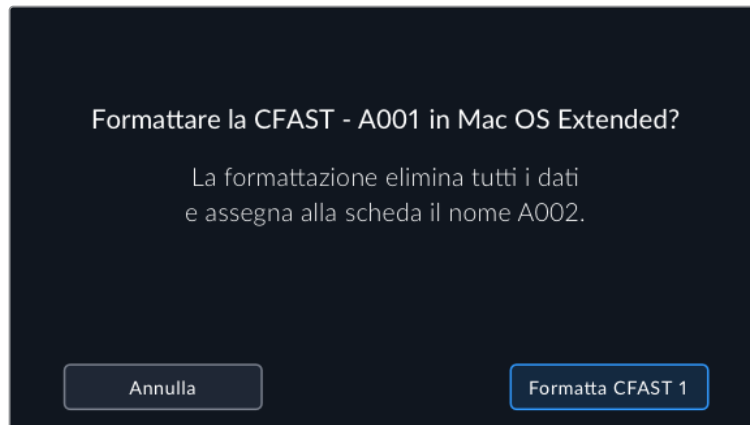 Formattare la CFAST - A001 in Mac OS Extended?
La formattazione elimina tutti i dati
e assegna alla scheda il nome A002.
Annulla
Formatta CFAST 1